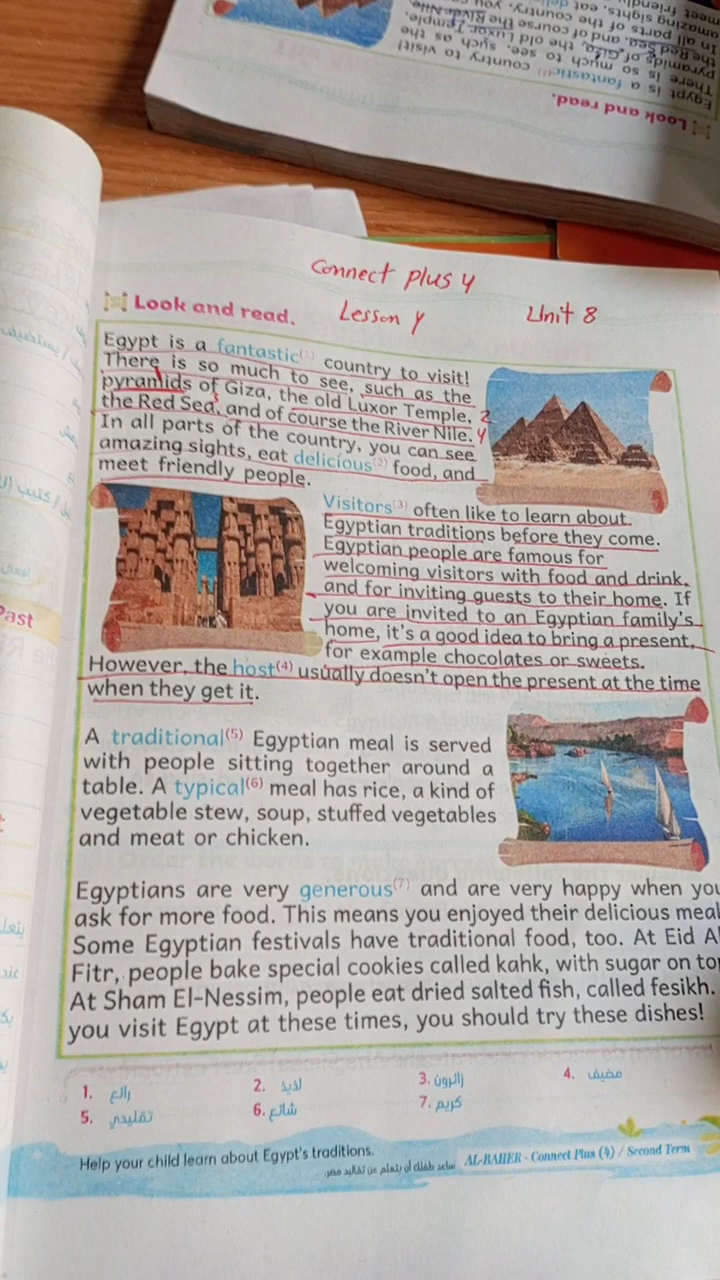 Look and read.
Egypt is a fantastic country to visit!
There is so much to see, such as the
pyramids of Giza, the old Luxor Temple,
the Red Sea, and of course the River Nile.
In all parts of the country, you
amazing sights, eat
meet friendly
connect plus 4
Lesson 4 Unit 8
Look and read.
Egypt is a fantastic(1) country to visit!
There is so much to see, such as the
pyramids of Giza, the old Luxor Temple, 2
the Red Sea,3 and of course the River Nile. 4
In all parts of the country, you can see
amazing sights, eat delicious(2) food, and
meet friendly people.
Visitors(3) often like to learn about
Egyptian traditions before they come.
Egyptian people are famous for
welcoming visitors with food and drink,
and for inviting guests to their home. If
you are invited to an Egyptian family's
home, it's a good idea to bring a present,
for example chocolates or sweets.
However, the host(4) usually doesn't open the present at the time
when they get it.
A traditional(5) Egyptian meal is served
with people sitting together around a
table. A typical(6) meal has rice, a kind of
vegetable stew, soup, stuffed vegetables
and meat or chicken.
Egyptians are very generous(7) and are very happy when you
ask for more food. This means you enjoyed their delicious meal
Some Egyptian festivals have traditional food, too. At Eid Al
Fitr, people bake special cookies called kahk, with sugar on top
At Sham El-Nessim, people eat dried salted fish, called fesikh.
you visit Egypt at these times, you should try these dishes!
1. رائع 2. لذيذ 3. زائرون 4. مضيف
5. تقليدي 6. شائع 7. كريم
Help your child learn about Egypt's traditions.
ساعد طفلك أن يتعلم عن تقاليد مصر.
AL-BAHER - Connect Plus (4) / Second Term
Past